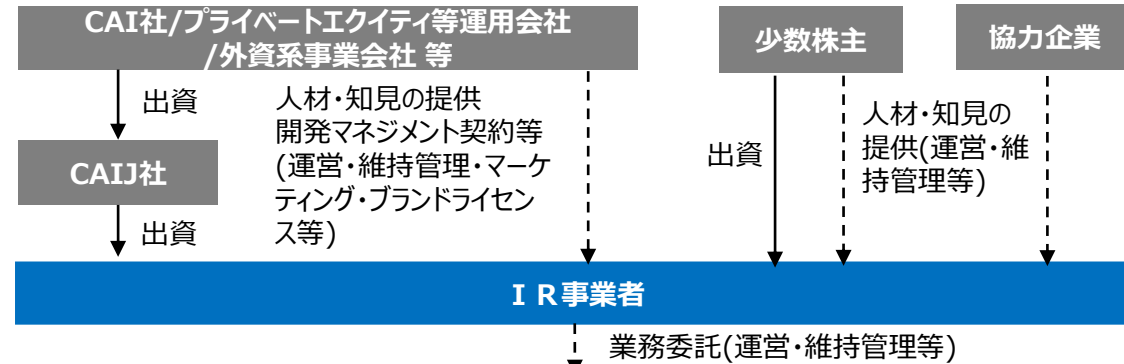 CAI社/プライベートエクイティ等運用会社
/外資系事業会社 等
少数株主
協力企業
出資
人材・知見の提供
開発マネジメント契約等
(運営・維持管理・マーケ
ティング・ブランドライセン
ス等)
CAIJ社
出資
出資
人材・知見の
提供(運営・維
持管理等)
ＩＲ事業者
業務委託(運営・維持管理等)